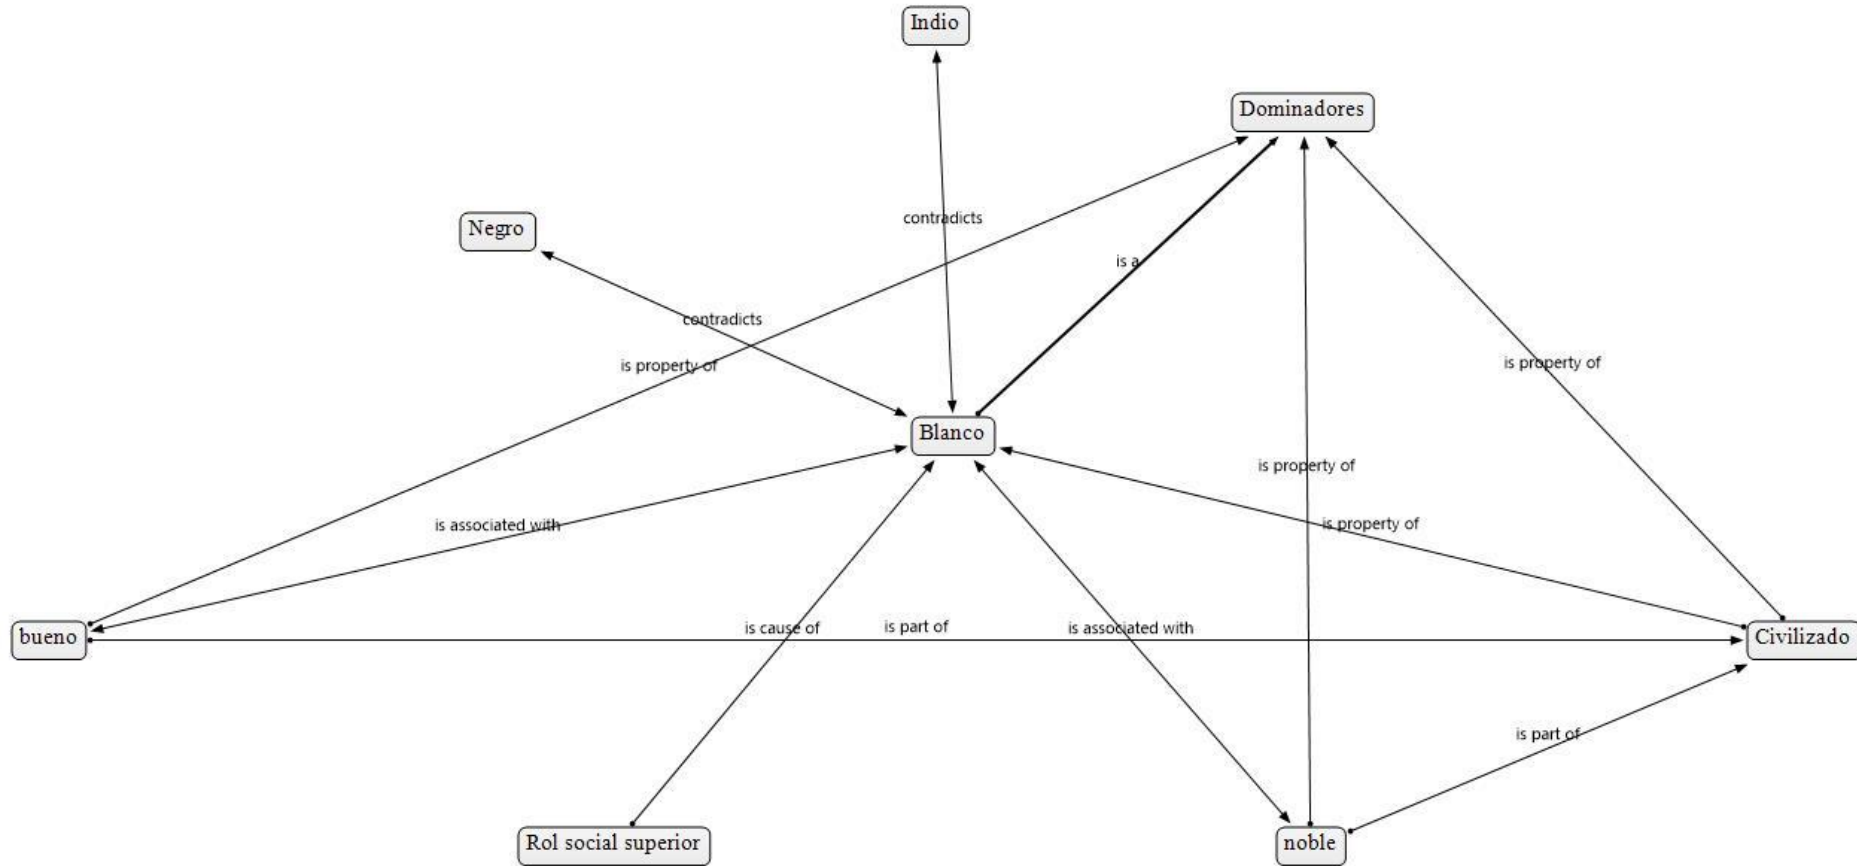 Indio
Dominadores
contradicts
Negro
is a
contradicts
is property of
is property of
Blanco
is property of
is associated with
is property of
bueno
is cause of
is part of
is associated with
Civilizado
is part of
Rol social superior
noble